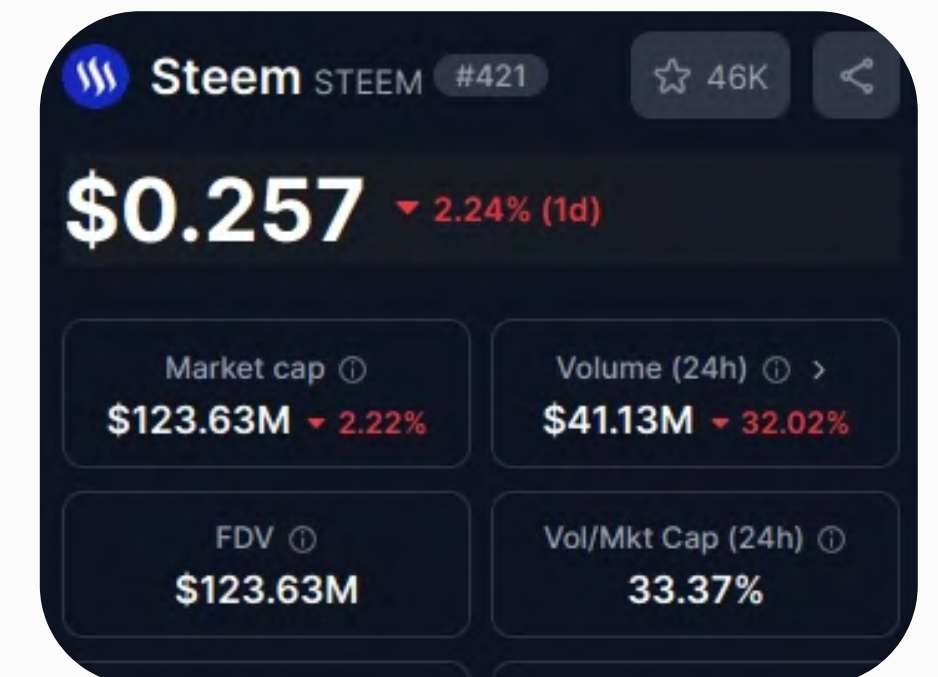 Steem STEEM #421 46K
$0.257 2.24% (1d)
Market cap
$123.63M 2.22%
Volume (24h)
$41.13M 32.02%
FDV
$123.63M
Vol/Mkt Cap (24h)
33.37%